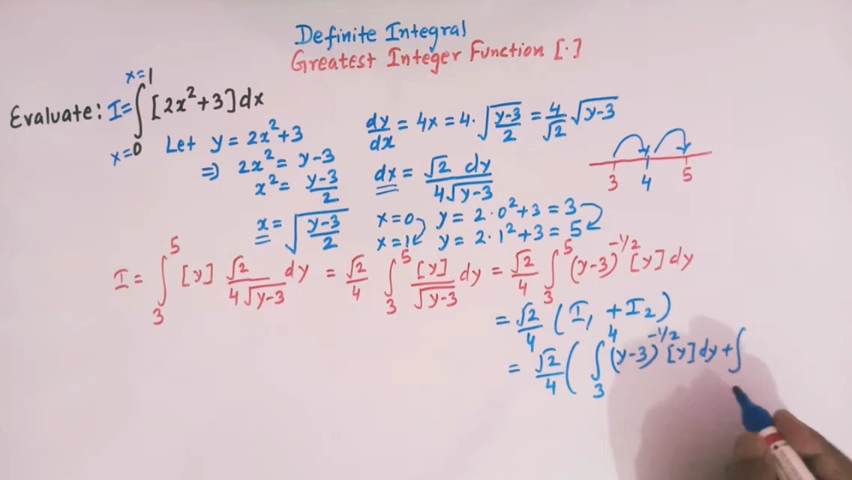 Definite Integral
Greatest Integer Function [·]
Evaluate: I = ∫_{x=0}^{x=1} [2x²+3] dx
Let y = 2x²+3
⇒ 2x² = y-3
x² = (y-3)/2
x = √((y-3)/2)
dy/dx = 4x = 4·√((y-3)/2) = 4/√2 √(y-3)
dx = √2 dy / 4√(y-3)
x=0 y = 2·0²+3 = 3
x=1 y = 2·1²+3 = 5
3 4 5
I = ∫_3^5 [y] √2/(4√(y-3)) dy = √2/4 ∫_3^5 [y]/√(y-3) dy = √2/4 ∫_3^5 (y-3)^{-1/2} [y] dy
= √2/4 (I₁ + I₂)
= √2/4 ( ∫_3^4 (y-3)^{-1/2} [y] dy + ∫